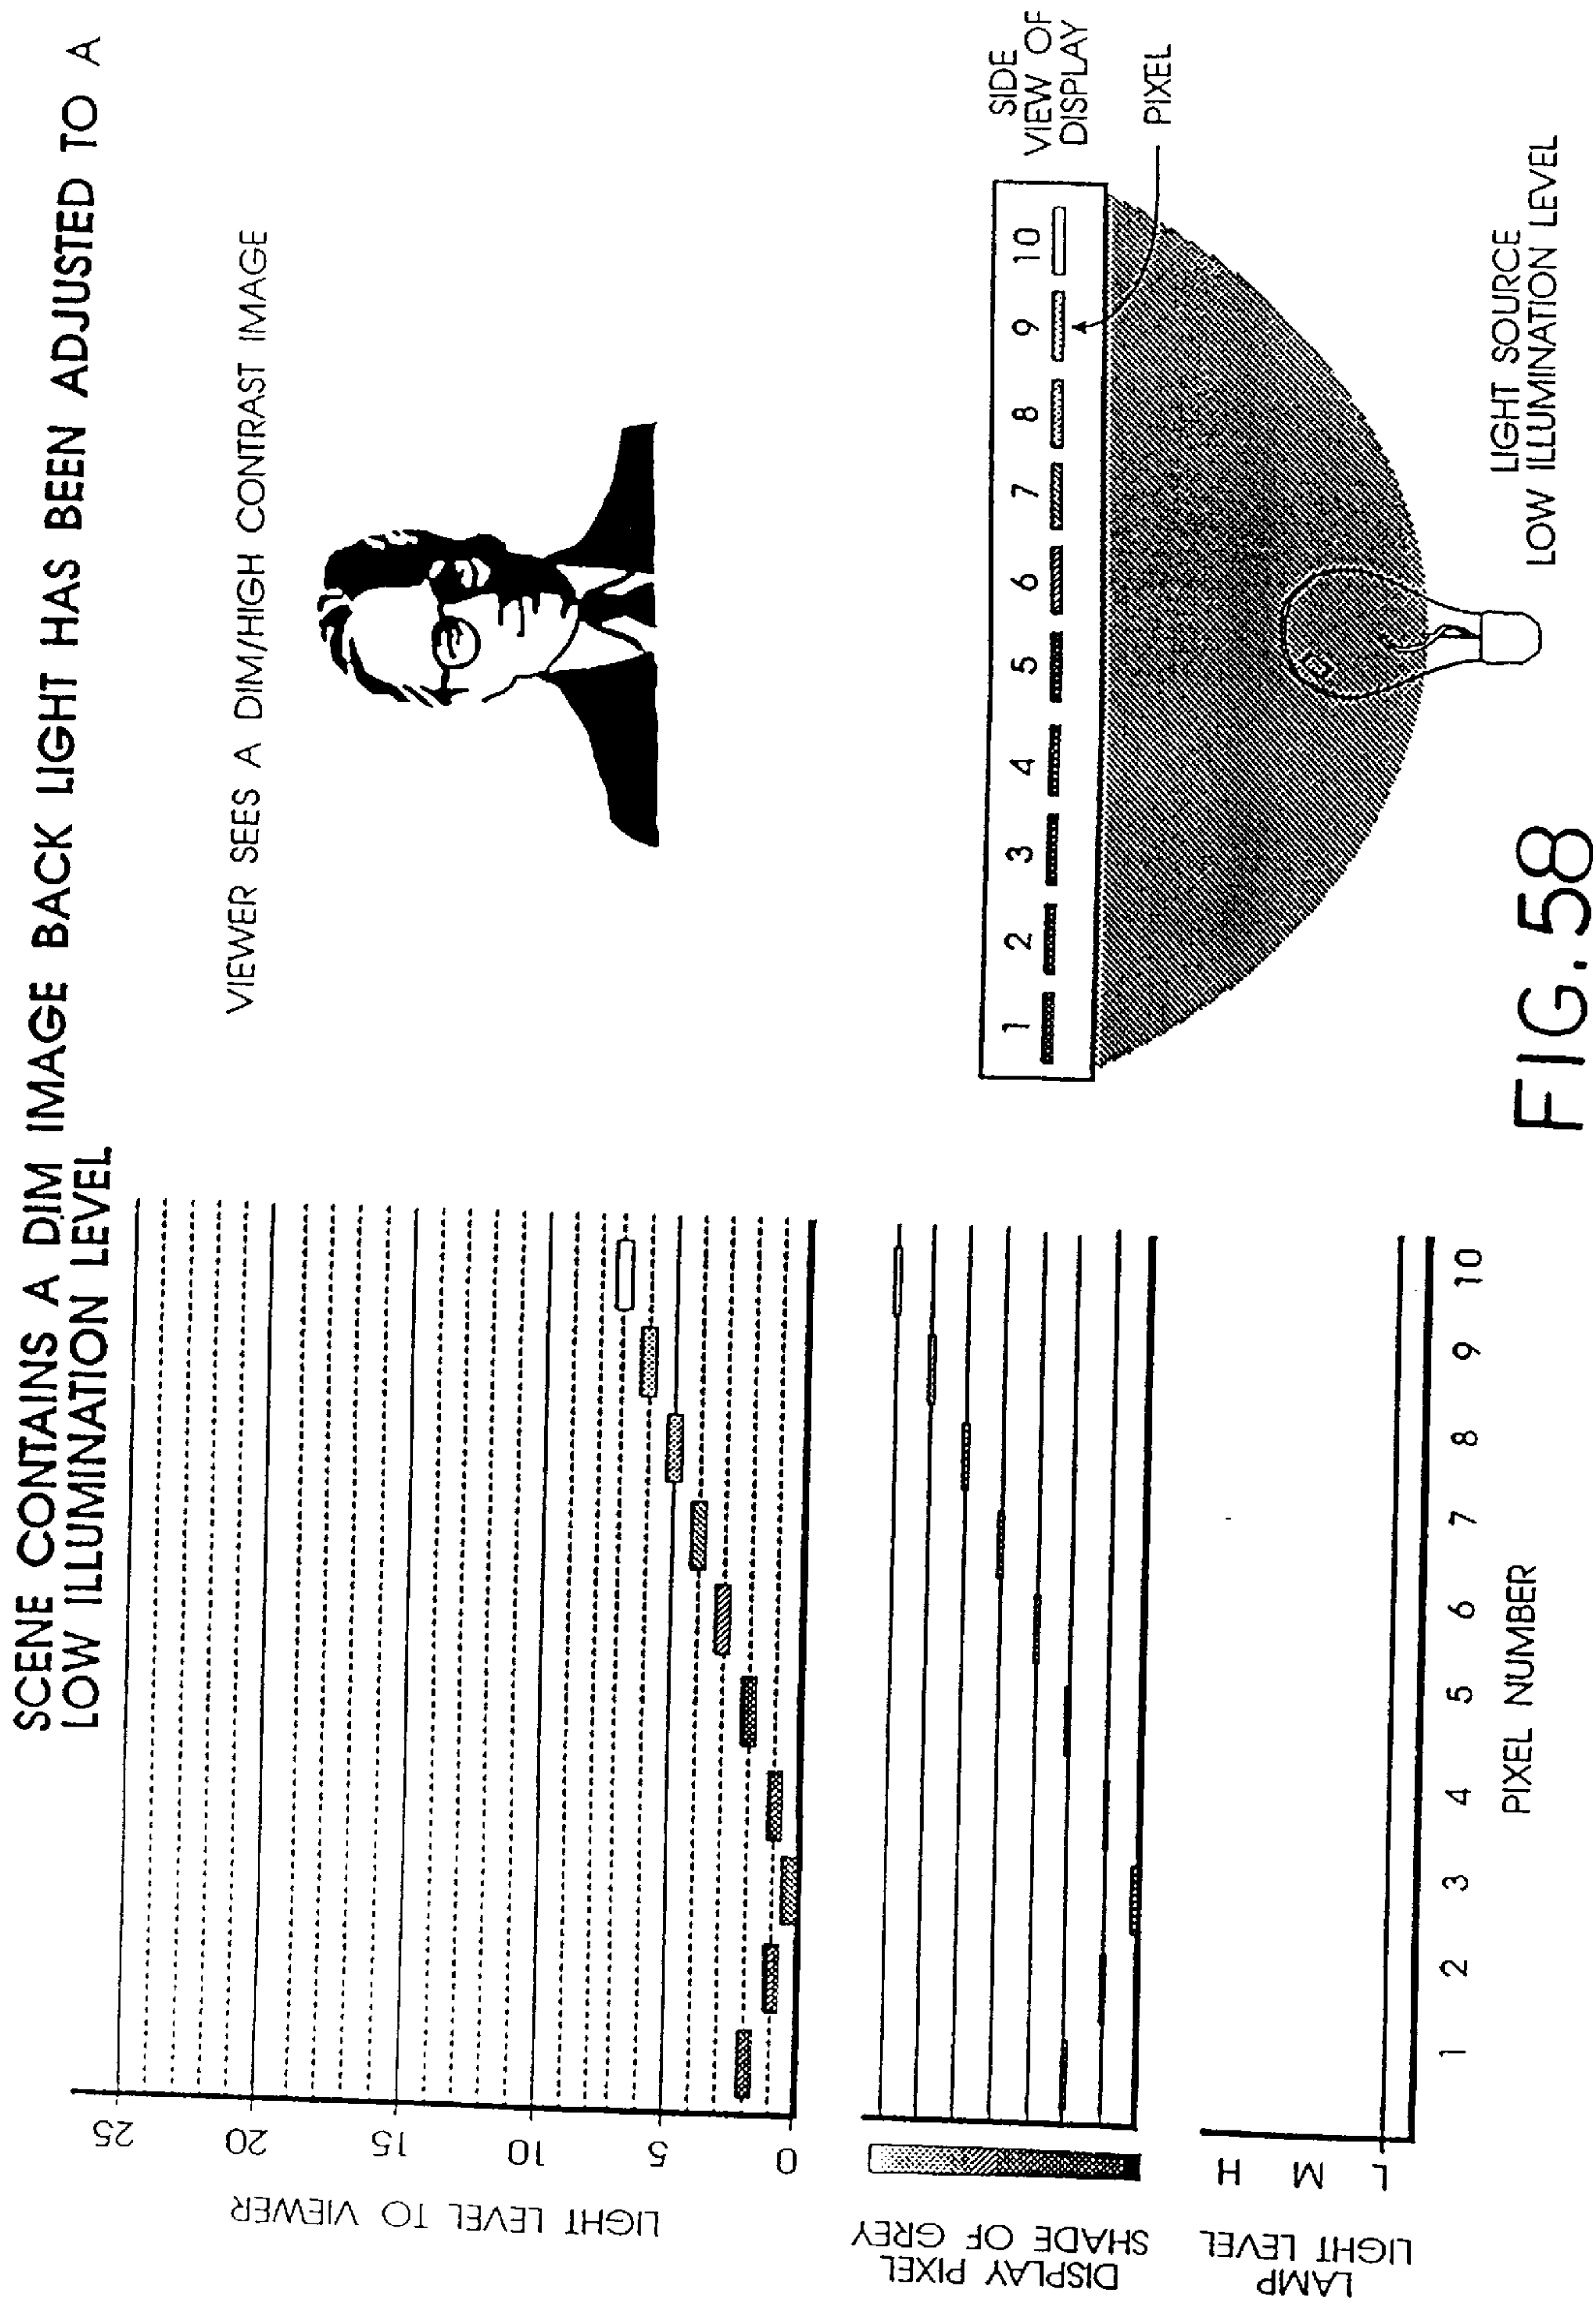 SCENE CONTAINS A DIM IMAGE BACK LIGHT HAS BEEN ADJUSTED TO A
LOW ILLUMINATION LEVEL
LIGHT LEVEL TO VIEWER
25
20
15
10
5
0
DISPLAY PIXEL
SHADE OF GREY
LAMP
LIGHT LEVEL
H
M
L
1 2 3 4 5 6 7 8 9 10
PIXEL NUMBER
VIEWER SEES A DIM/HIGH CONTRAST IMAGE
1 2 3 4 5 6 7 8 9 10
SIDE
VIEW OF
DISPLAY
PIXEL
LIGHT SOURCE
LOW ILLUMINATION LEVEL
FIG. 58